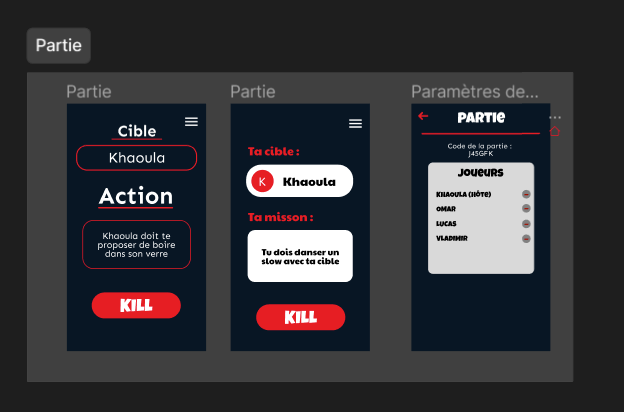 Partie
Partie
Cible
Khaoula
Action
Khaoula doit te
proposer de boire
dans son verre
KILL
Partie
Ta cible :
K
Khaoula
Ta misson :
Tu dois danser un
slow avec ta cible
KILL
Paramètres de...
PARTIE
Code de la partie :
J45GFK
JOUEURS
KHAOULA (HÔTE)
OMAR
LUCAS
VLADIMIR